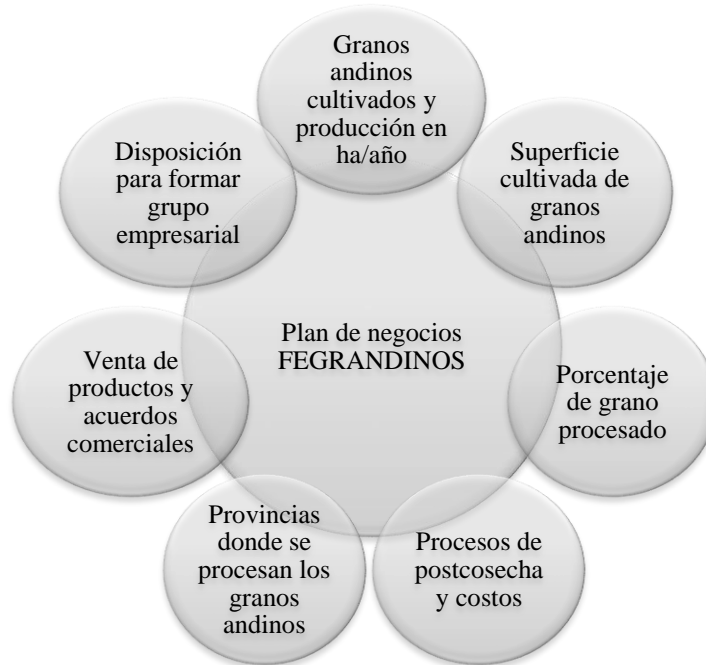 Granos
andinos
cultivados y
producción en
ha/año
Superficie
cultivada de
granos
andinos
Porcentaje
de grano
procesado
Procesos de
postcosecha
y costos
Provincias
donde se
procesan los
granos
andinos
Venta de
productos y
acuerdos
comerciales
Disposición
para formar
grupo
empresarial
Plan de negocios
FEGRANDINOS